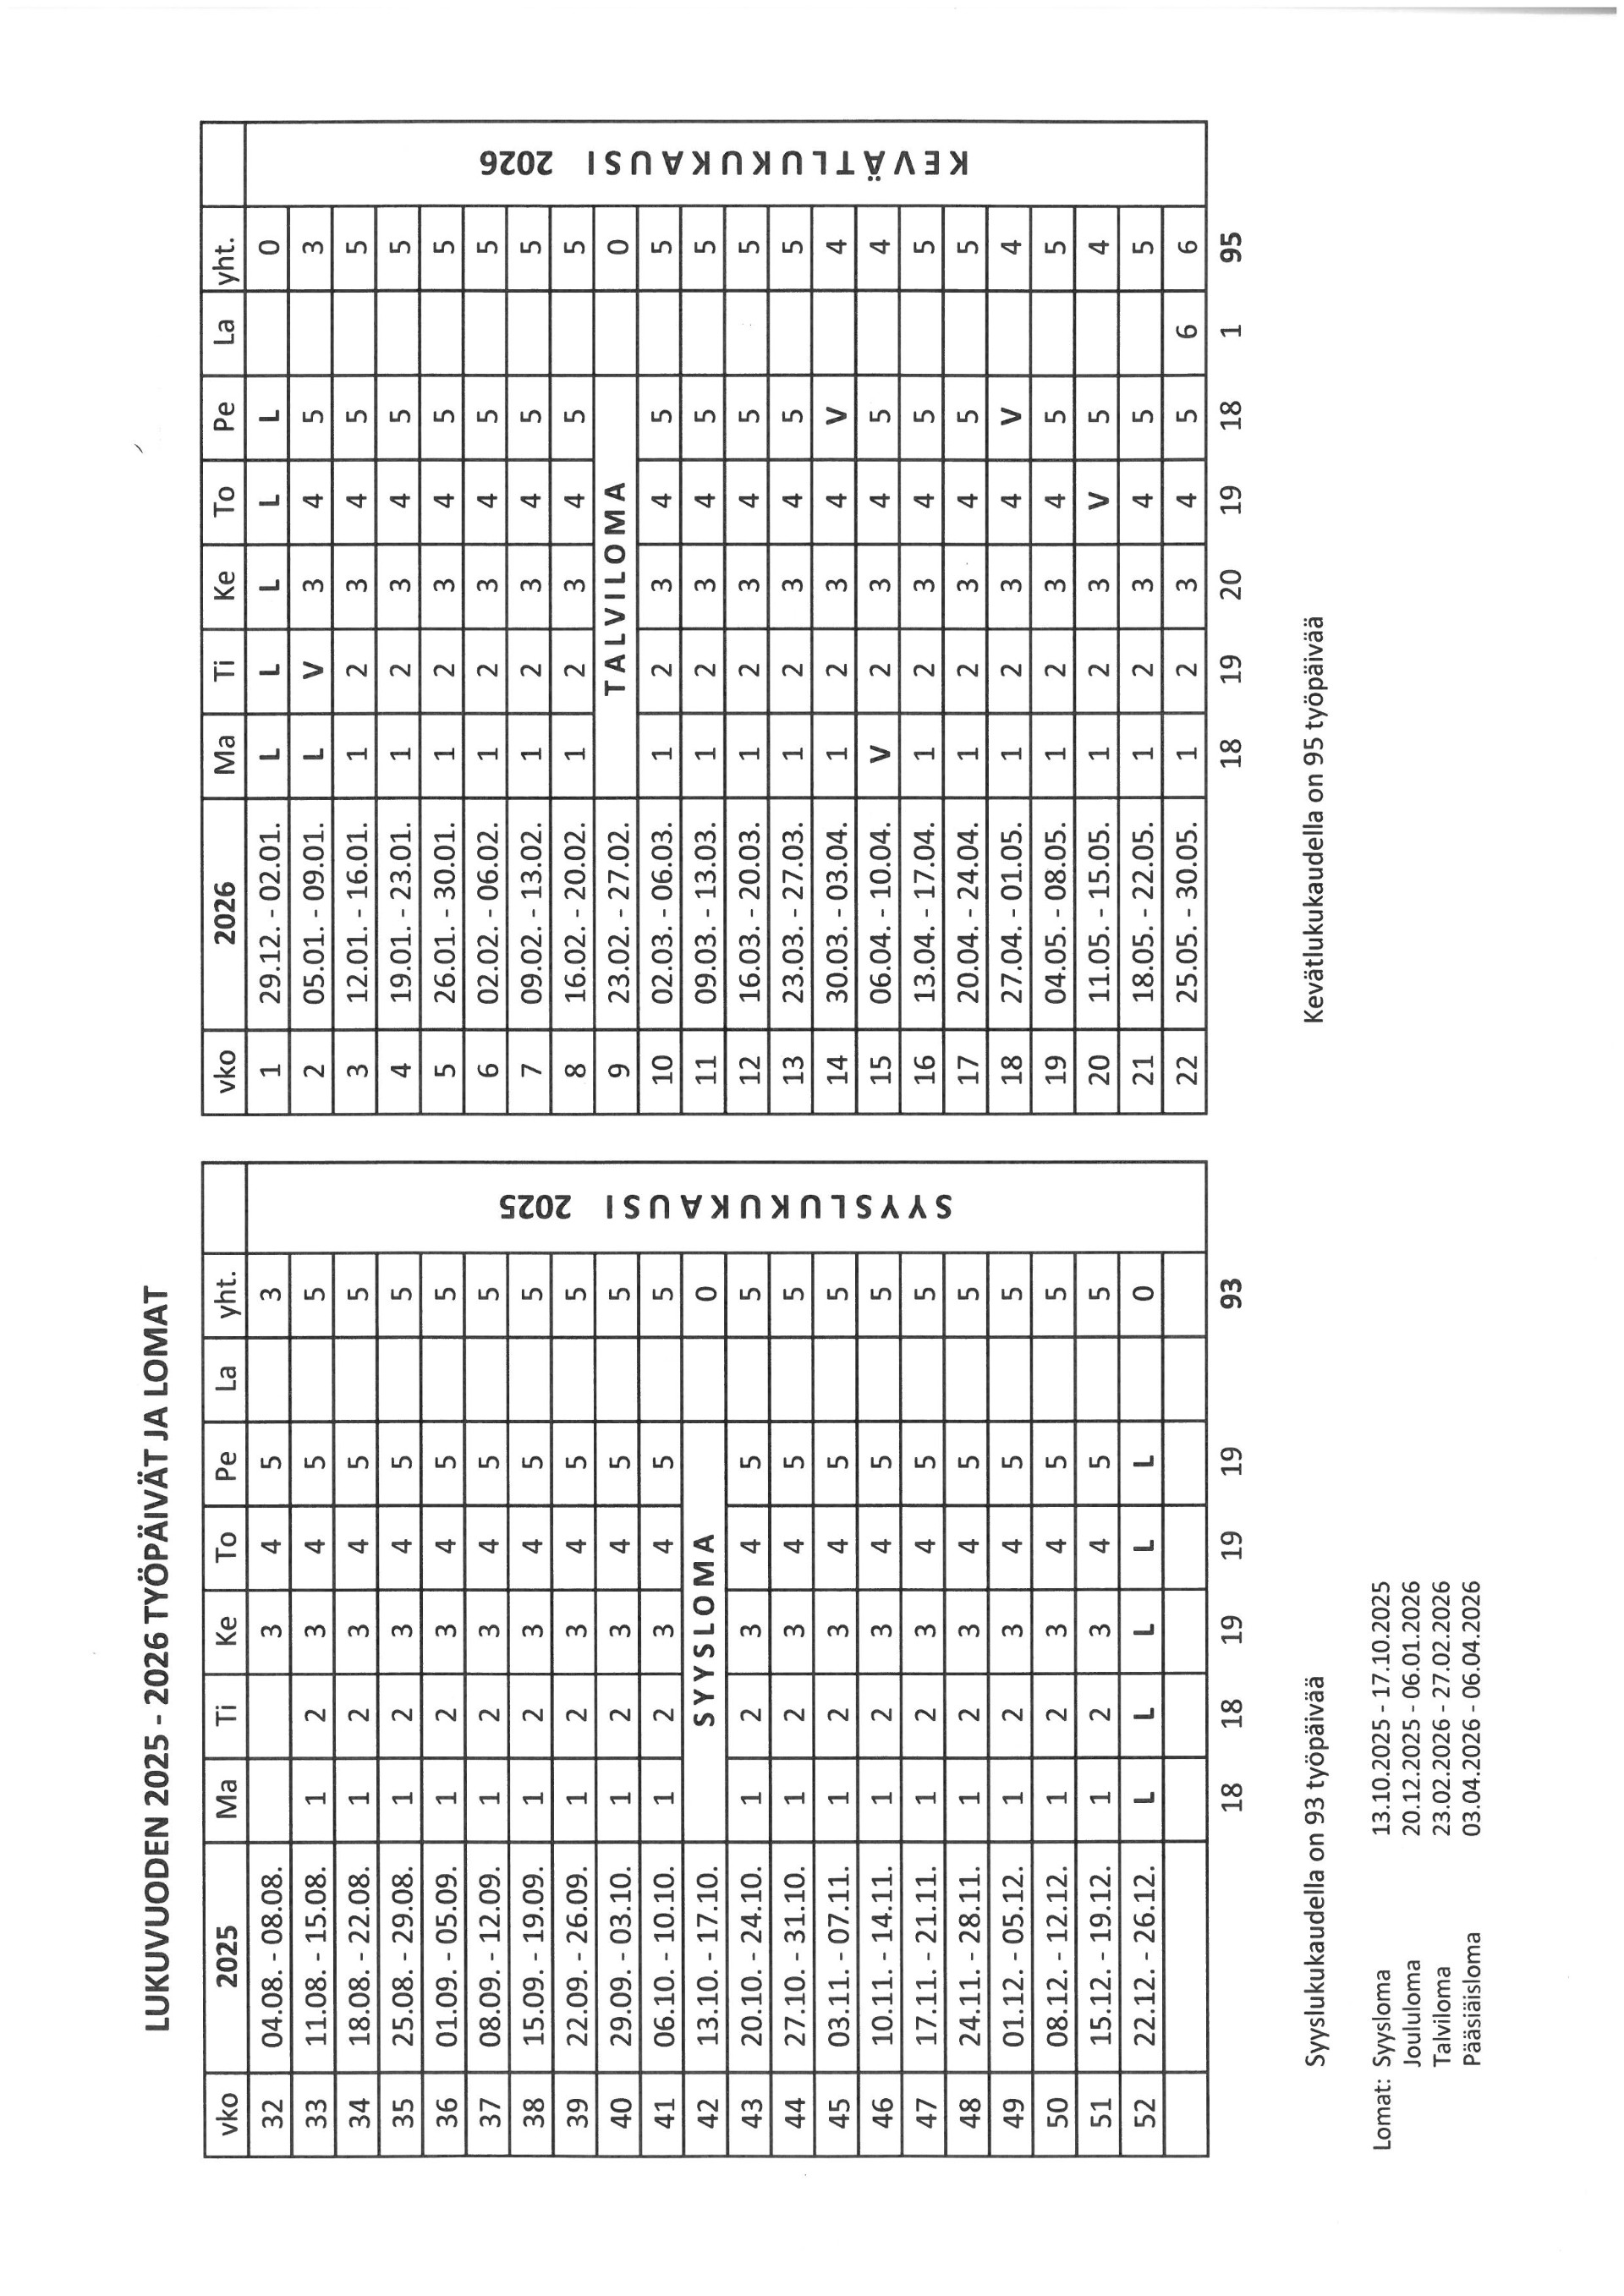 LUKUVUODEN 2025 - 2026 TYÖPÄIVÄT JA LOMAT
vko 2025 Ma Ti Ke To Pe La yht.
32 04.08. - 08.08. 3 4 5 3
33 11.08. - 15.08. 1 2 3 4 5 5
34 18.08. - 22.08. 1 2 3 4 5 5
35 25.08. - 29.08. 1 2 3 4 5 5
36 01.09. - 05.09. 1 2 3 4 5 5
37 08.09. - 12.09. 1 2 3 4 5 5
38 15.09. - 19.09. 1 2 3 4 5 5
39 22.09. - 26.09. 1 2 3 4 5 5
40 29.09. - 03.10. 1 2 3 4 5 5
41 06.10. - 10.10. 1 2 3 4 5 5
42 13.10. - 17.10. SYYSLOMA 0
43 20.10. - 24.10. 1 2 3 4 5 5
44 27.10. - 31.10. 1 2 3 4 5 5
45 03.11. - 07.11. 1 2 3 4 5 5
46 10.11. - 14.11. 1 2 3 4 5 5
47 17.11. - 21.11. 1 2 3 4 5 5
48 24.11. - 28.11. 1 2 3 4 5 5
49 01.12. - 05.12. 1 2 3 4 5 5
50 08.12. - 12.12. 1 2 3 4 5 5
51 15.12. - 19.12. 1 2 3 4 5 5
52 22.12. - 26.12. L L L L L 0
18 18 19 19 19 93
SYYSLUKUKAUSI 2025
vko 2026 Ma Ti Ke To Pe La yht.
1 29.12. - 02.01. L L L L L 0
2 05.01. - 09.01. L V 3 4 5 3
3 12.01. - 16.01. 1 2 3 4 5 5
4 19.01. - 23.01. 1 2 3 4 5 5
5 26.01. - 30.01. 1 2 3 4 5 5
6 02.02. - 06.02. 1 2 3 4 5 5
7 09.02. - 13.02. 1 2 3 4 5 5
8 16.02. - 20.02. 1 2 3 4 5 5
9 23.02. - 27.02. TALVILOMA 0
10 02.03. - 06.03. 1 2 3 4 5 5
11 09.03. - 13.03. 1 2 3 4 5 5
12 16.03. - 20.03. 1 2 3 4 5 5
13 23.03. - 27.03. 1 2 3 4 5 5
14 30.03. - 03.04. 1 2 3 4 V 4
15 06.04. - 10.04. V 2 3 4 5 4
16 13.04. - 17.04. 1 2 3 4 5 5
17 20.04. - 24.04. 1 2 3 4 5 5
18 27.04. - 01.05. 1 2 3 4 V 4
19 04.05. - 08.05. 1 2 3 4 5 5
20 11.05. - 15.05. 1 2 3 V 5 4
21 18.05. - 22.05. 1 2 3 4 5 5
22 25.05. - 30.05. 1 2 3 4 5 6 6
18 19 20 19 18 1 95
KEVÄTLUKUKAUSI 2026
Syyslukukaudella on 93 työpäivää
Kevätlukukaudella on 95 työpäivää
Lomat: Syysloma 13.10.2025 - 17.10.2025
Joululoma 20.12.2025 - 06.01.2026
Talviloma 23.02.2026 - 27.02.2026
Pääsiäisloma 03.04.2026 - 06.04.2026